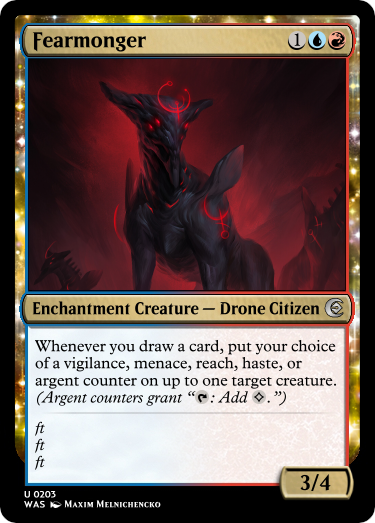 Fearmonger 1
Enchantment Creature — Drone Citizen
Whenever you draw a card, put your choice
of a vigilance, menace, reach, haste, or
argent counter on up to one target creature.
(Argent counters grant “: Add .”)
ft
ft
ft
3/4
U 0203
WAS Maxim Melnichencko